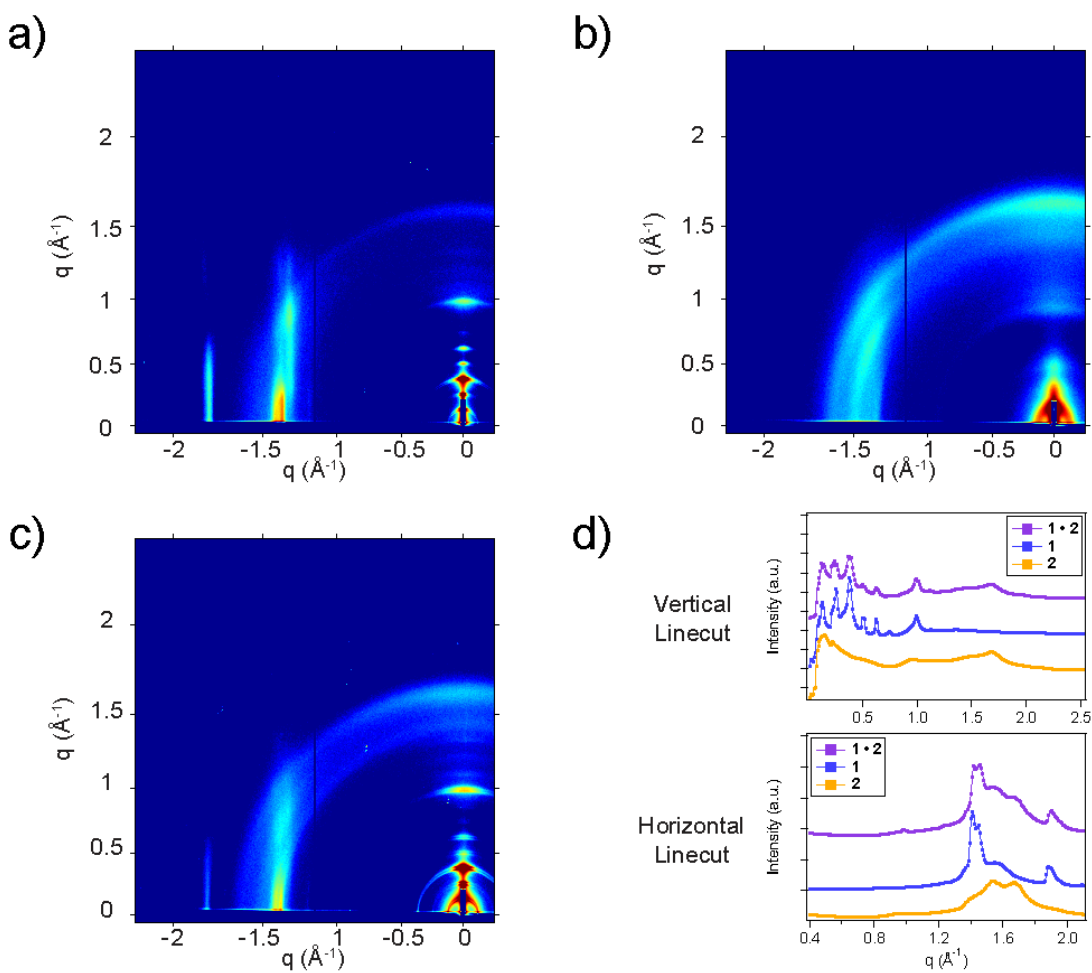 a)
q (Å-1)
2
1.5
1
0.5
0
-2
-1.5
-1
-0.5
0
q (Å-1)
b)
q (Å-1)
2
1.5
1
0.5
0
-2
-1.5
-1
-0.5
0
q (Å-1)
c)
q (Å-1)
2
1.5
1
0.5
0
-2
-1.5
-1
-0.5
0
q (Å-1)
d)
Vertical
Linecut
Intensity (a.u.)
1 • 2
1
2
0.5 1.0 1.5 2.0 2.5
Horizontal
Linecut
Intensity (a.u.)
1 • 2
1
2
0.4 0.8 1.2 1.6 2.0
q (Å-1)